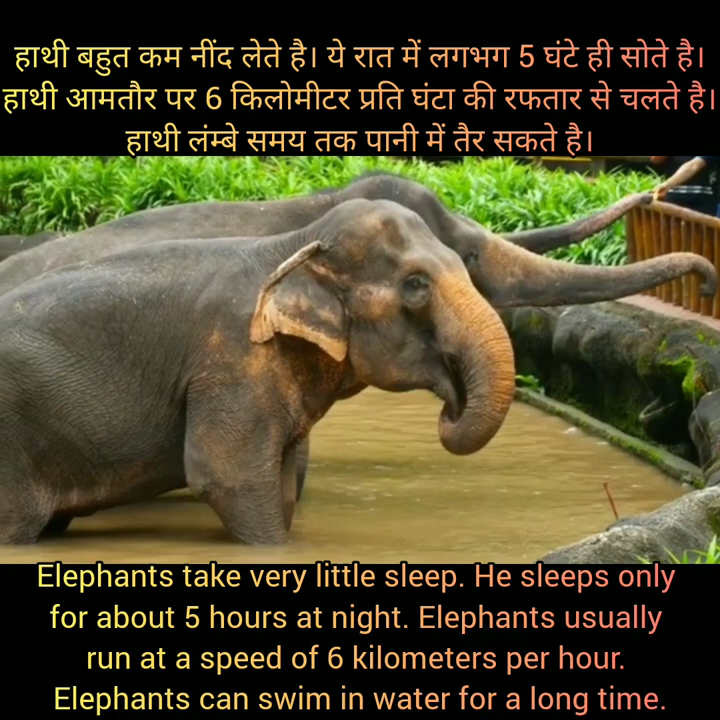 हाथी बहुत कम नींद लेते है। ये रात में लगभग 5 घंटे ही सोते है।
हाथी आमतौर पर 6 किलोमीटर प्रति घंटा की रफतार से चलते है।
हाथी लंम्बे समय तक पानी में तैर सकते है।
Elephants take very little sleep. He sleeps only
for about 5 hours at night. Elephants usually
run at a speed of 6 kilometers per hour.
Elephants can swim in water for a long time.